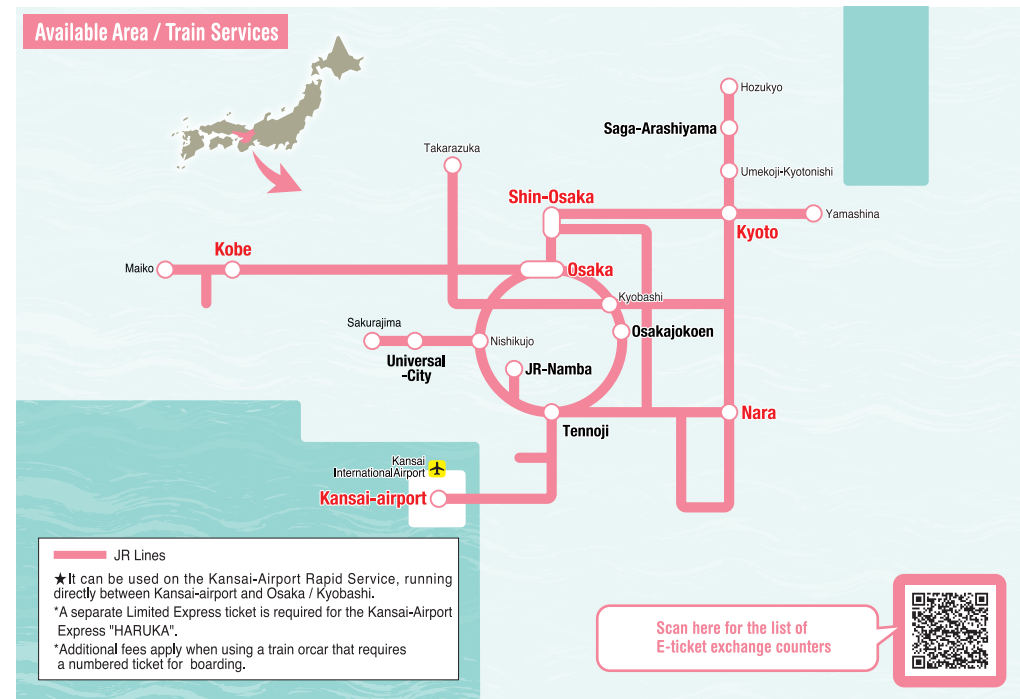 Available Area / Train Services
Hozukyo
Saga-Arashiyama
Takarazuka
Umekoji-Kyotonishi
Shin-Osaka
Yamashina
Kyoto
Kobe
Maiko
Osaka
Kyobashi
Sakurajima
Osakajokoen
Nishikujo
Universal
-City
JR-Namba
Nara
Tennoji
Kansai
International Airport
Kansai-airport
JR Lines
★It can be used on the Kansai-Airport Rapid Service, running
directly between Kansai-airport and Osaka / Kyobashi.
*A separate Limited Express ticket is required for the Kansai-Airport
Express "HARUKA".
*Additional fees apply when using a train orcar that requires
a numbered ticket for boarding.
Scan here for the list of
E-ticket exchange counters